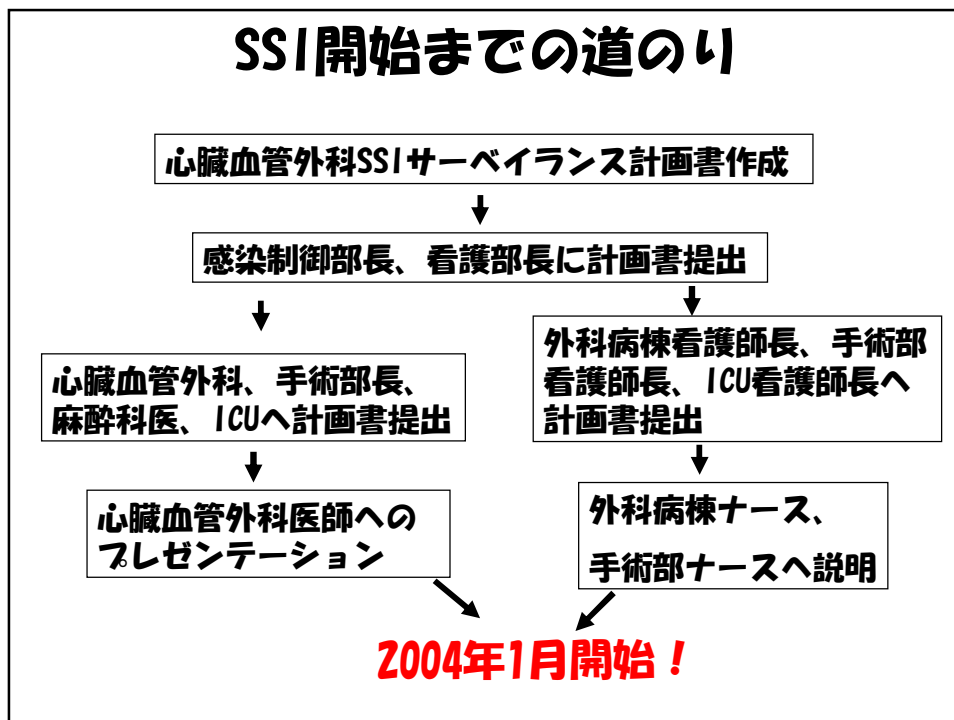 SSI開始までの道のり
心臓血管外科SSIサーベイランス計画書作成
感染制御部長、看護部長に計画書提出
心臓血管外科、手術部長、
麻酔科医、ICUへ計画書提出
外科病棟看護師長、手術部
看護師長、ICU看護師長へ
計画書提出
心臓血管外科医師への
プレゼンテーション
外科病棟ナース、
手術部ナースへ説明
2004年1月開始！